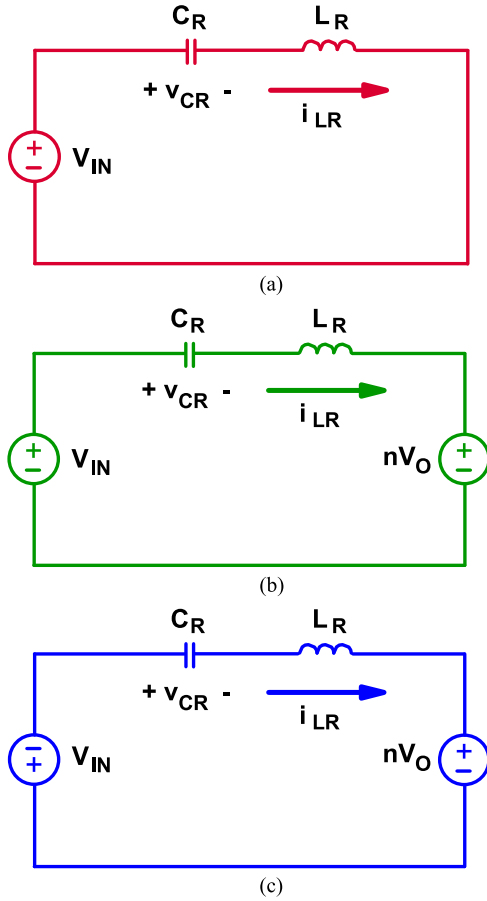 C_R L_R
+ v_CR - i_LR
+
− V_IN
(a)
C_R L_R
+ v_CR - i_LR
+ +
− V_IN nV_O −
(b)
C_R L_R
+ v_CR - i_LR
− +
+ V_IN nV_O −
(c)